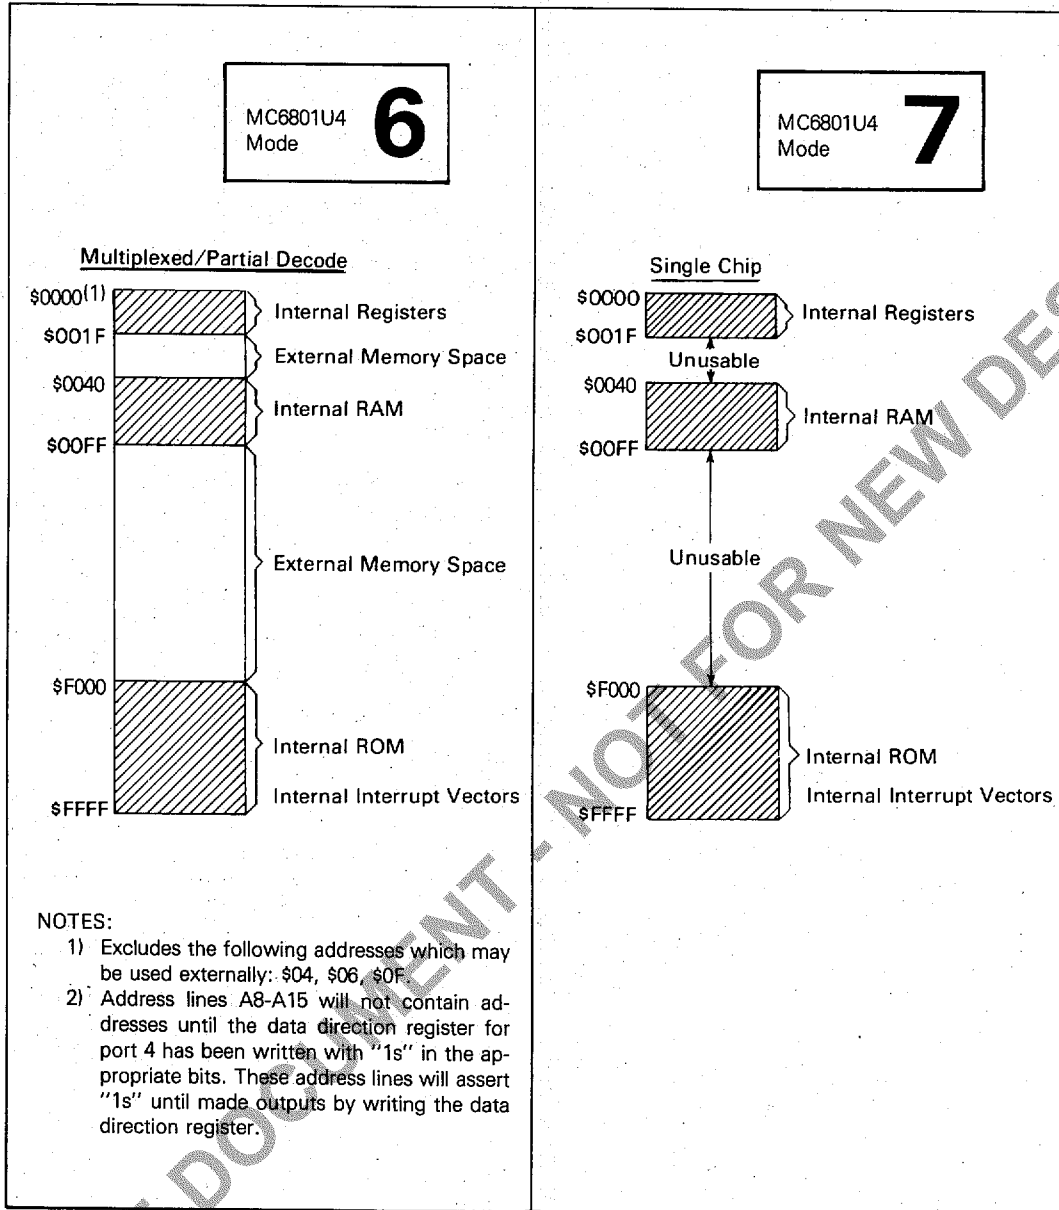 MC6801U4
Mode
6
Multiplexed/Partial Decode
$0000(1)
Internal Registers
$001F
External Memory Space
$0040
Internal RAM
$00FF
External Memory Space
$F000
Internal ROM
Internal Interrupt Vectors
$FFFF
NOTES:
1) Excludes the following addresses which may
be used externally: $04, $06, $0F.
2) Address lines A8-A15 will not contain ad-
dresses until the data direction register for
port 4 has been written with "1s" in the ap-
propriate bits. These address lines will assert
"1s" until made outputs by writing the data
direction register.
MC6801U4
Mode
7
Single Chip
$0000
Internal Registers
$001F
Unusable
$0040
Internal RAM
$00FF
Unusable
$F000
Internal ROM
Internal Interrupt Vectors
$FFFF
DOCUMENT - NOT FOR NEW DES